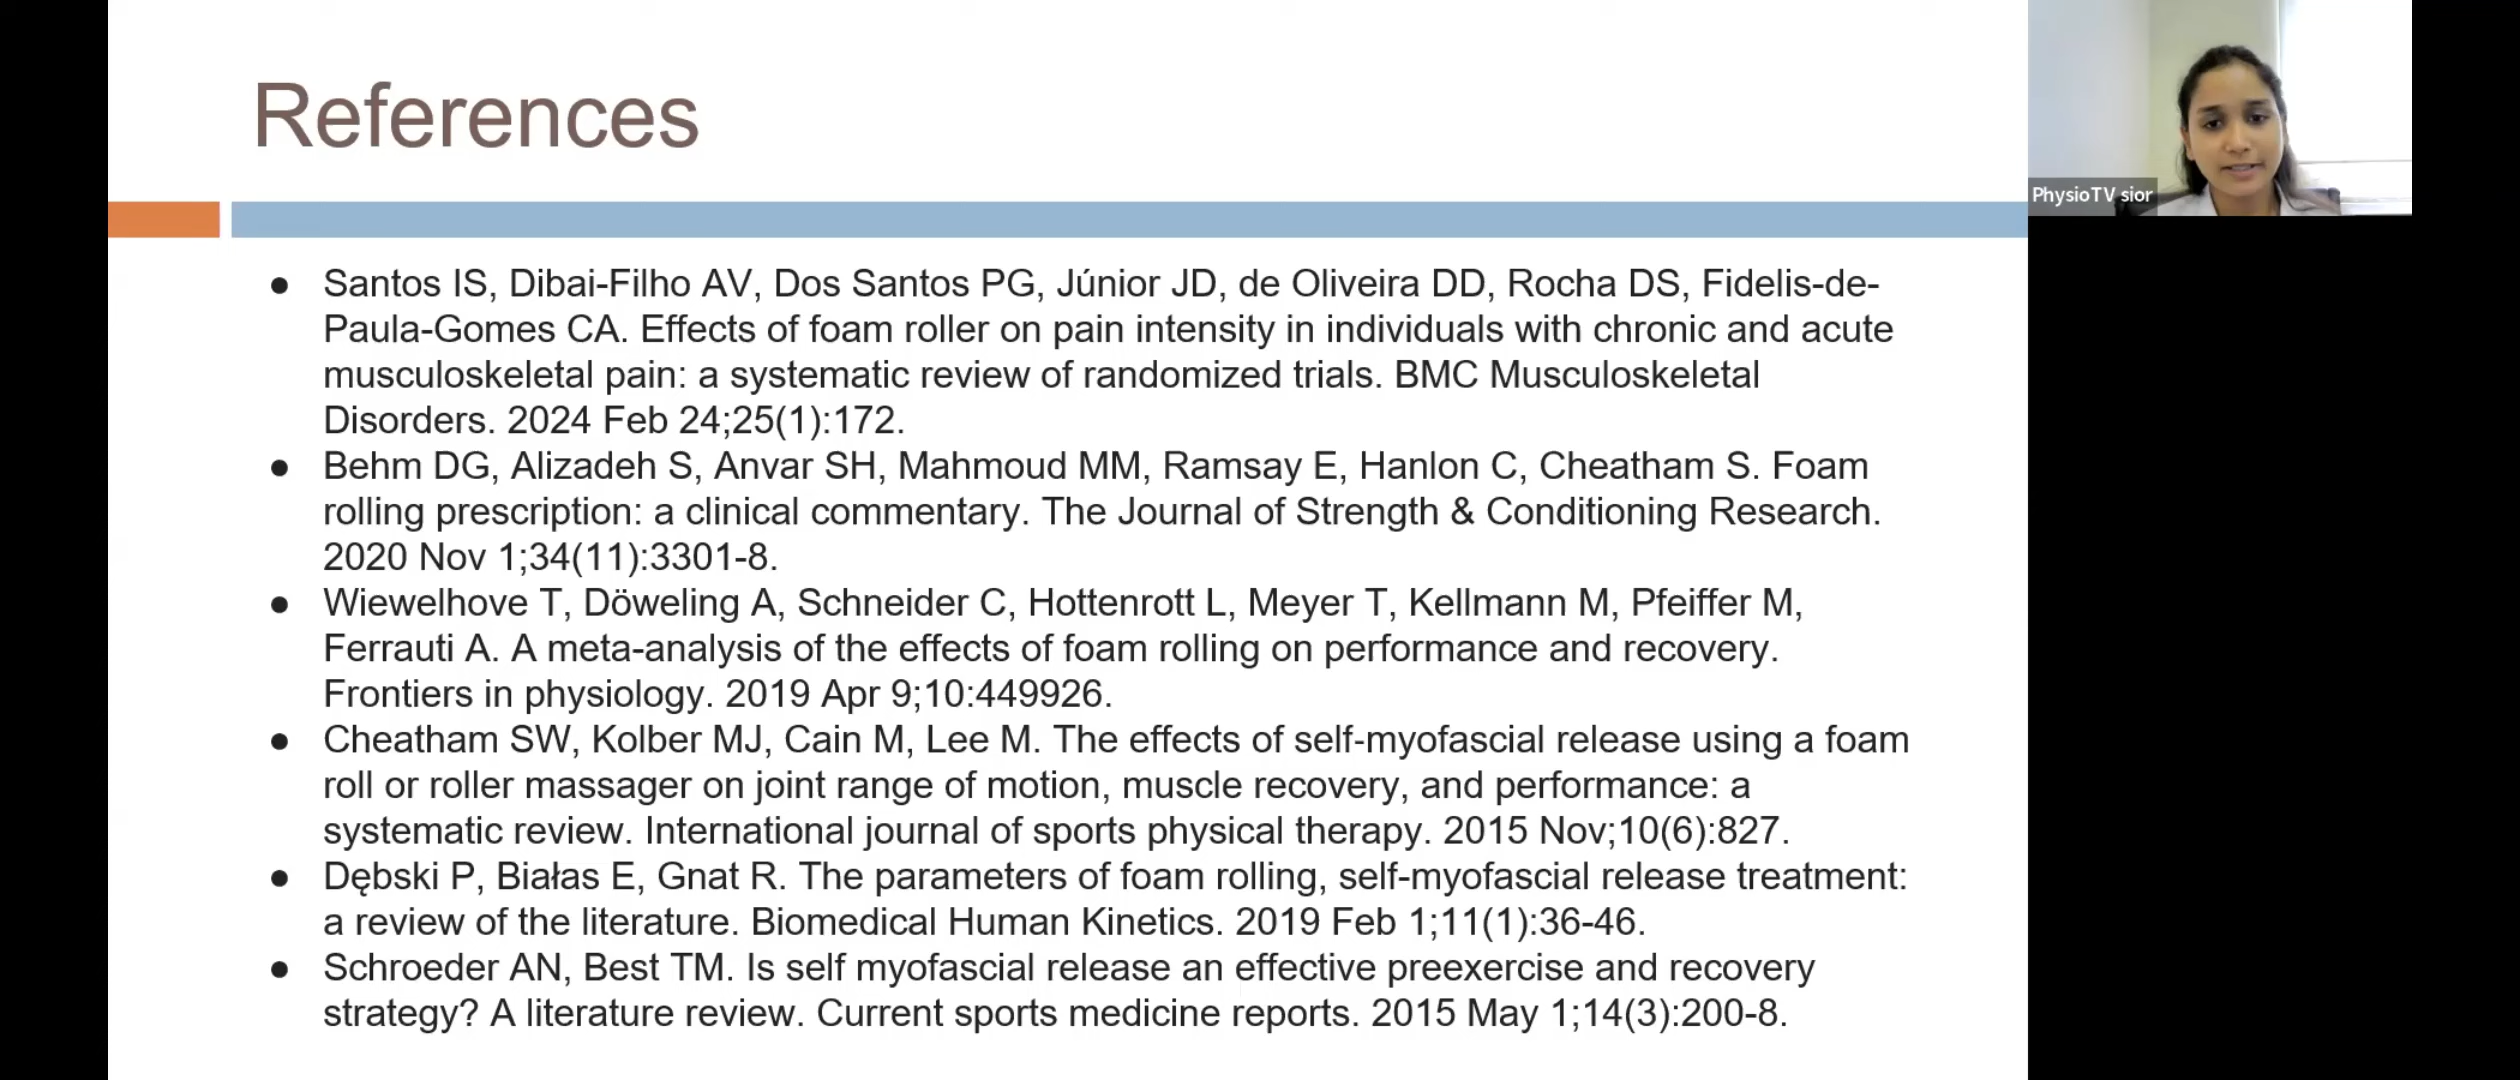 References
PhysioTV sior
● Santos IS, Dibai-Filho AV, Dos Santos PG, Júnior JD, de Oliveira DD, Rocha DS, Fidelis-de-
Paula-Gomes CA. Effects of foam roller on pain intensity in individuals with chronic and acute
musculoskeletal pain: a systematic review of randomized trials. BMC Musculoskeletal
Disorders. 2024 Feb 24;25(1):172.
● Behm DG, Alizadeh S, Anvar SH, Mahmoud MM, Ramsay E, Hanlon C, Cheatham S. Foam
rolling prescription: a clinical commentary. The Journal of Strength & Conditioning Research.
2020 Nov 1;34(11):3301-8.
● Wiewelhove T, Döweling A, Schneider C, Hottenrott L, Meyer T, Kellmann M, Pfeiffer M,
Ferrauti A. A meta-analysis of the effects of foam rolling on performance and recovery.
Frontiers in physiology. 2019 Apr 9;10:449926.
● Cheatham SW, Kolber MJ, Cain M, Lee M. The effects of self-myofascial release using a foam
roll or roller massager on joint range of motion, muscle recovery, and performance: a
systematic review. International journal of sports physical therapy. 2015 Nov;10(6):827.
● Dębski P, Białas E, Gnat R. The parameters of foam rolling, self-myofascial release treatment:
a review of the literature. Biomedical Human Kinetics. 2019 Feb 1;11(1):36-46.
● Schroeder AN, Best TM. Is self myofascial release an effective preexercise and recovery
strategy? A literature review. Current sports medicine reports. 2015 May 1;14(3):200-8.